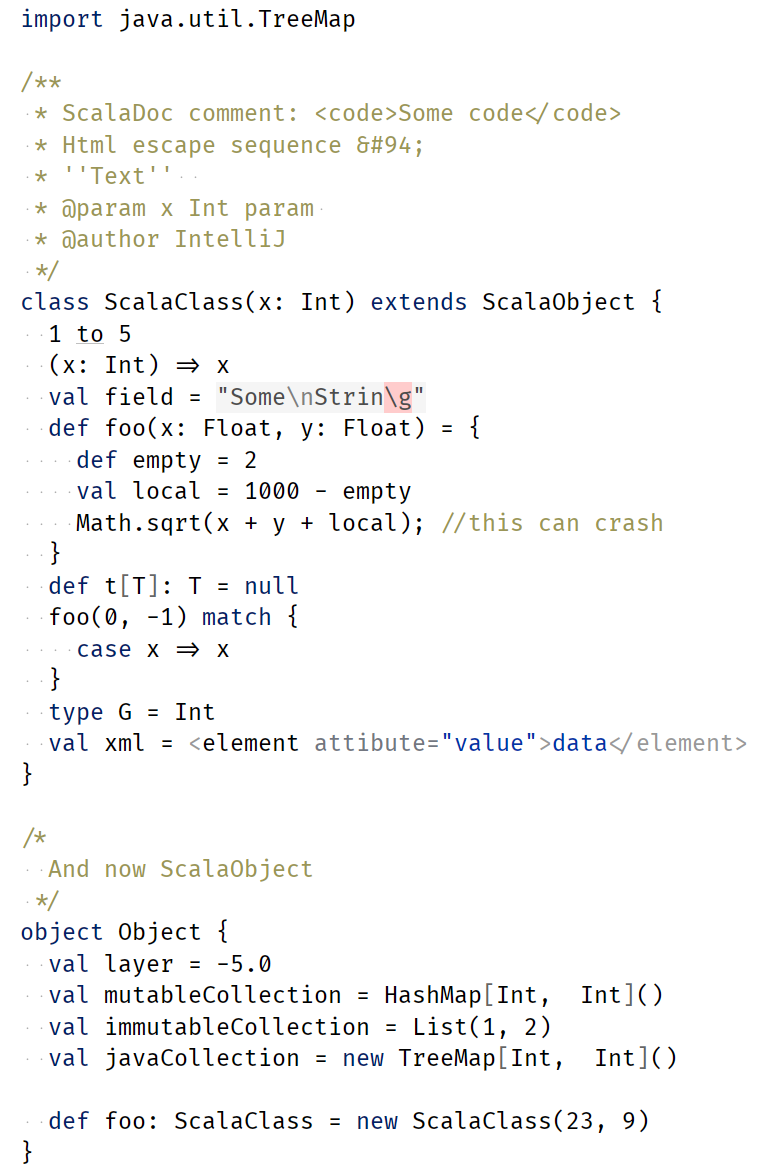 import java.util.TreeMap

/**
 * ScalaDoc comment: <code>Some code</code>
 * Html escape sequence &#94;
 * ''Text''
 * @param x Int param
 * @author IntelliJ
 */
class ScalaClass(x: Int) extends ScalaObject {
  1 to 5
  (x: Int) => x
  val field = "Some\nStrin\g"
  def foo(x: Float, y: Float) = {
    def empty = 2
    val local = 1000 - empty
    Math.sqrt(x + y + local); //this can crash
  }
  def t[T]: T = null
  foo(0, -1) match {
    case x => x
  }
  type G = Int
  val xml = <element attibute="value">data</element>
}

/*
  And now ScalaObject
 */
object Object {
  val layer = -5.0
  val mutableCollection = HashMap[Int,  Int]()
  val immutableCollection = List(1, 2)
  val javaCollection = new TreeMap[Int,  Int]()

  def foo: ScalaClass = new ScalaClass(23, 9)
}